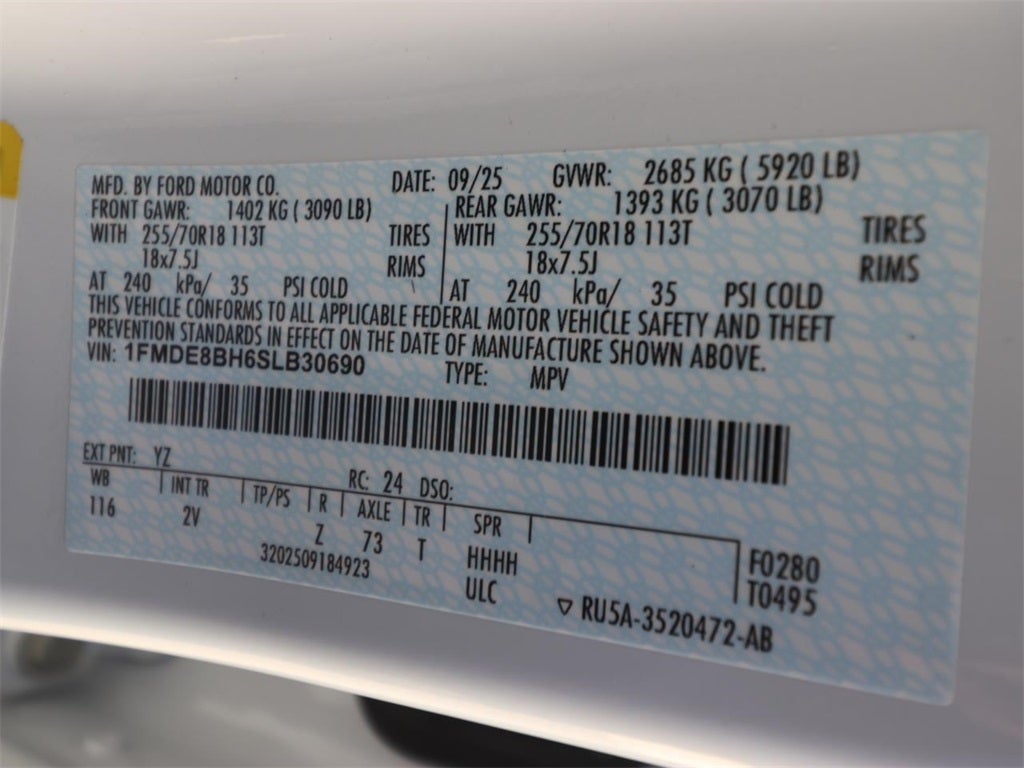 MFD. BY FORD MOTOR CO. DATE: 09/25 GVWR: 2685 KG ( 5920 LB)
FRONT GAWR: 1402 KG ( 3090 LB) REAR GAWR: 1393 KG ( 3070 LB)
WITH 255/70R18 113T TIRES WITH 255/70R18 113T TIRES
18x7.5J RIMS 18x7.5J RIMS
AT 240 kPa/ 35 PSI COLD AT 240 kPa/ 35 PSI COLD
THIS VEHICLE CONFORMS TO ALL APPLICABLE FEDERAL MOTOR VEHICLE SAFETY AND THEFT
PREVENTION STANDARDS IN EFFECT ON THE DATE OF MANUFACTURE SHOWN ABOVE.
VIN: 1FMDE8BH6SLB30690 TYPE: MPV
EXT PNT: YZ RC: 24 DSO:
WB INT TR TP/PS R AXLE TR SPR
116 2V Z 73 T HHHH F0280
3202509184923 ULC T0495
▽ RU5A-3520472-AB